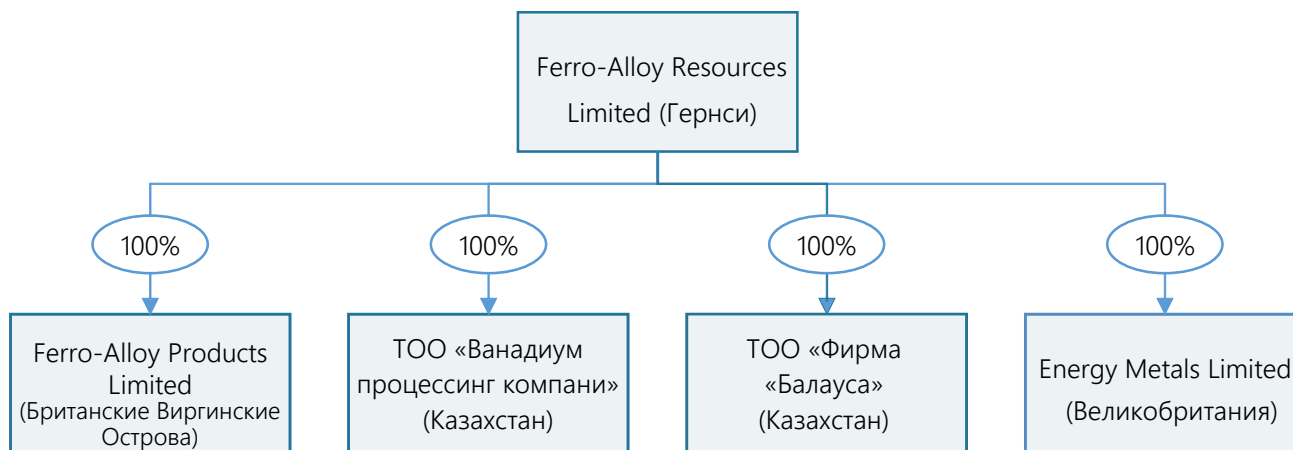 Ferro-Alloy Resources
Limited (Гернси)
100%
100%
100%
100%
Ferro-Alloy Products
Limited
(Британские Виргинские
Острова)
ТОО «Ванадиум
процессинг компани»
(Казахстан)
ТОО «Фирма
«Балауса»
(Казахстан)
Energy Metals Limited
(Великобритания)